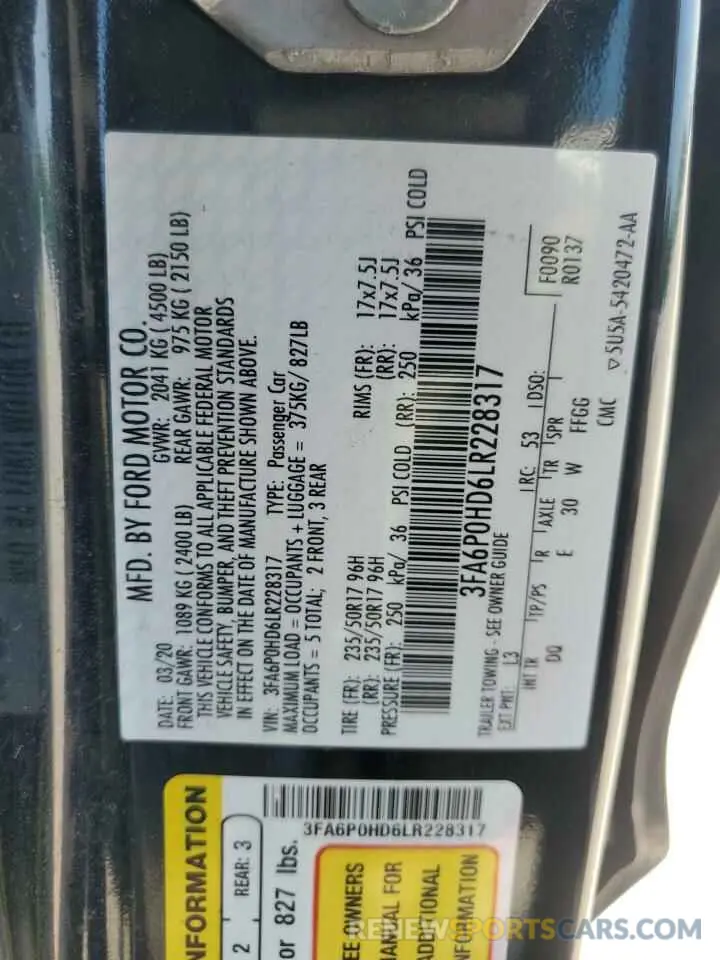 MFD. BY FORD MOTOR CO.
DATE: 03/20 GVWR: 2041 KG ( 4500 LB)
FRONT GAWR: 1089 KG ( 2400 LB) REAR GAWR: 975 KG ( 2150 LB)
THIS VEHICLE CONFORMS TO ALL APPLICABLE FEDERAL MOTOR
VEHICLE SAFETY, BUMPER, AND THEFT PREVENTION STANDARDS
IN EFFECT ON THE DATE OF MANUFACTURE SHOWN ABOVE.
VIN: 3FA6P0HD6LR228317 TYPE: Passenger Car
MAXIMUM LOAD = OCCUPANTS + LUGGAGE = 375KG/ 827LB
OCCUPANTS = 5 TOTAL; 2 FRONT, 3 REAR
TIRE (FR): 235/50R17 96H RIMS (FR): 17x7.5J
(RR): 235/50R17 96H (RR): 17x7.5J
PRESSURE (FR): 250 kPa/ 36 PSI COLD (RR): 250 kPa/ 36 PSI COLD
3FA6P0HD6LR228317
TRAILER TOWING - SEE OWNER GUIDE
EXT PNT: L3 RC: 53 DSO: F0090
R0137
INT TR TP/PS R AXLE TR SPR
DQ E 30 W FFGG
CMC ▽5U5A-5420472-AA
3FA6P0HD6LR228317
NFORMATION
2 REAR: 3
or 827 lbs.
EE OWNERS
MANUAL FOR
ADDITIONAL
NFORMATION
RENEWSPORTSCARS.COM